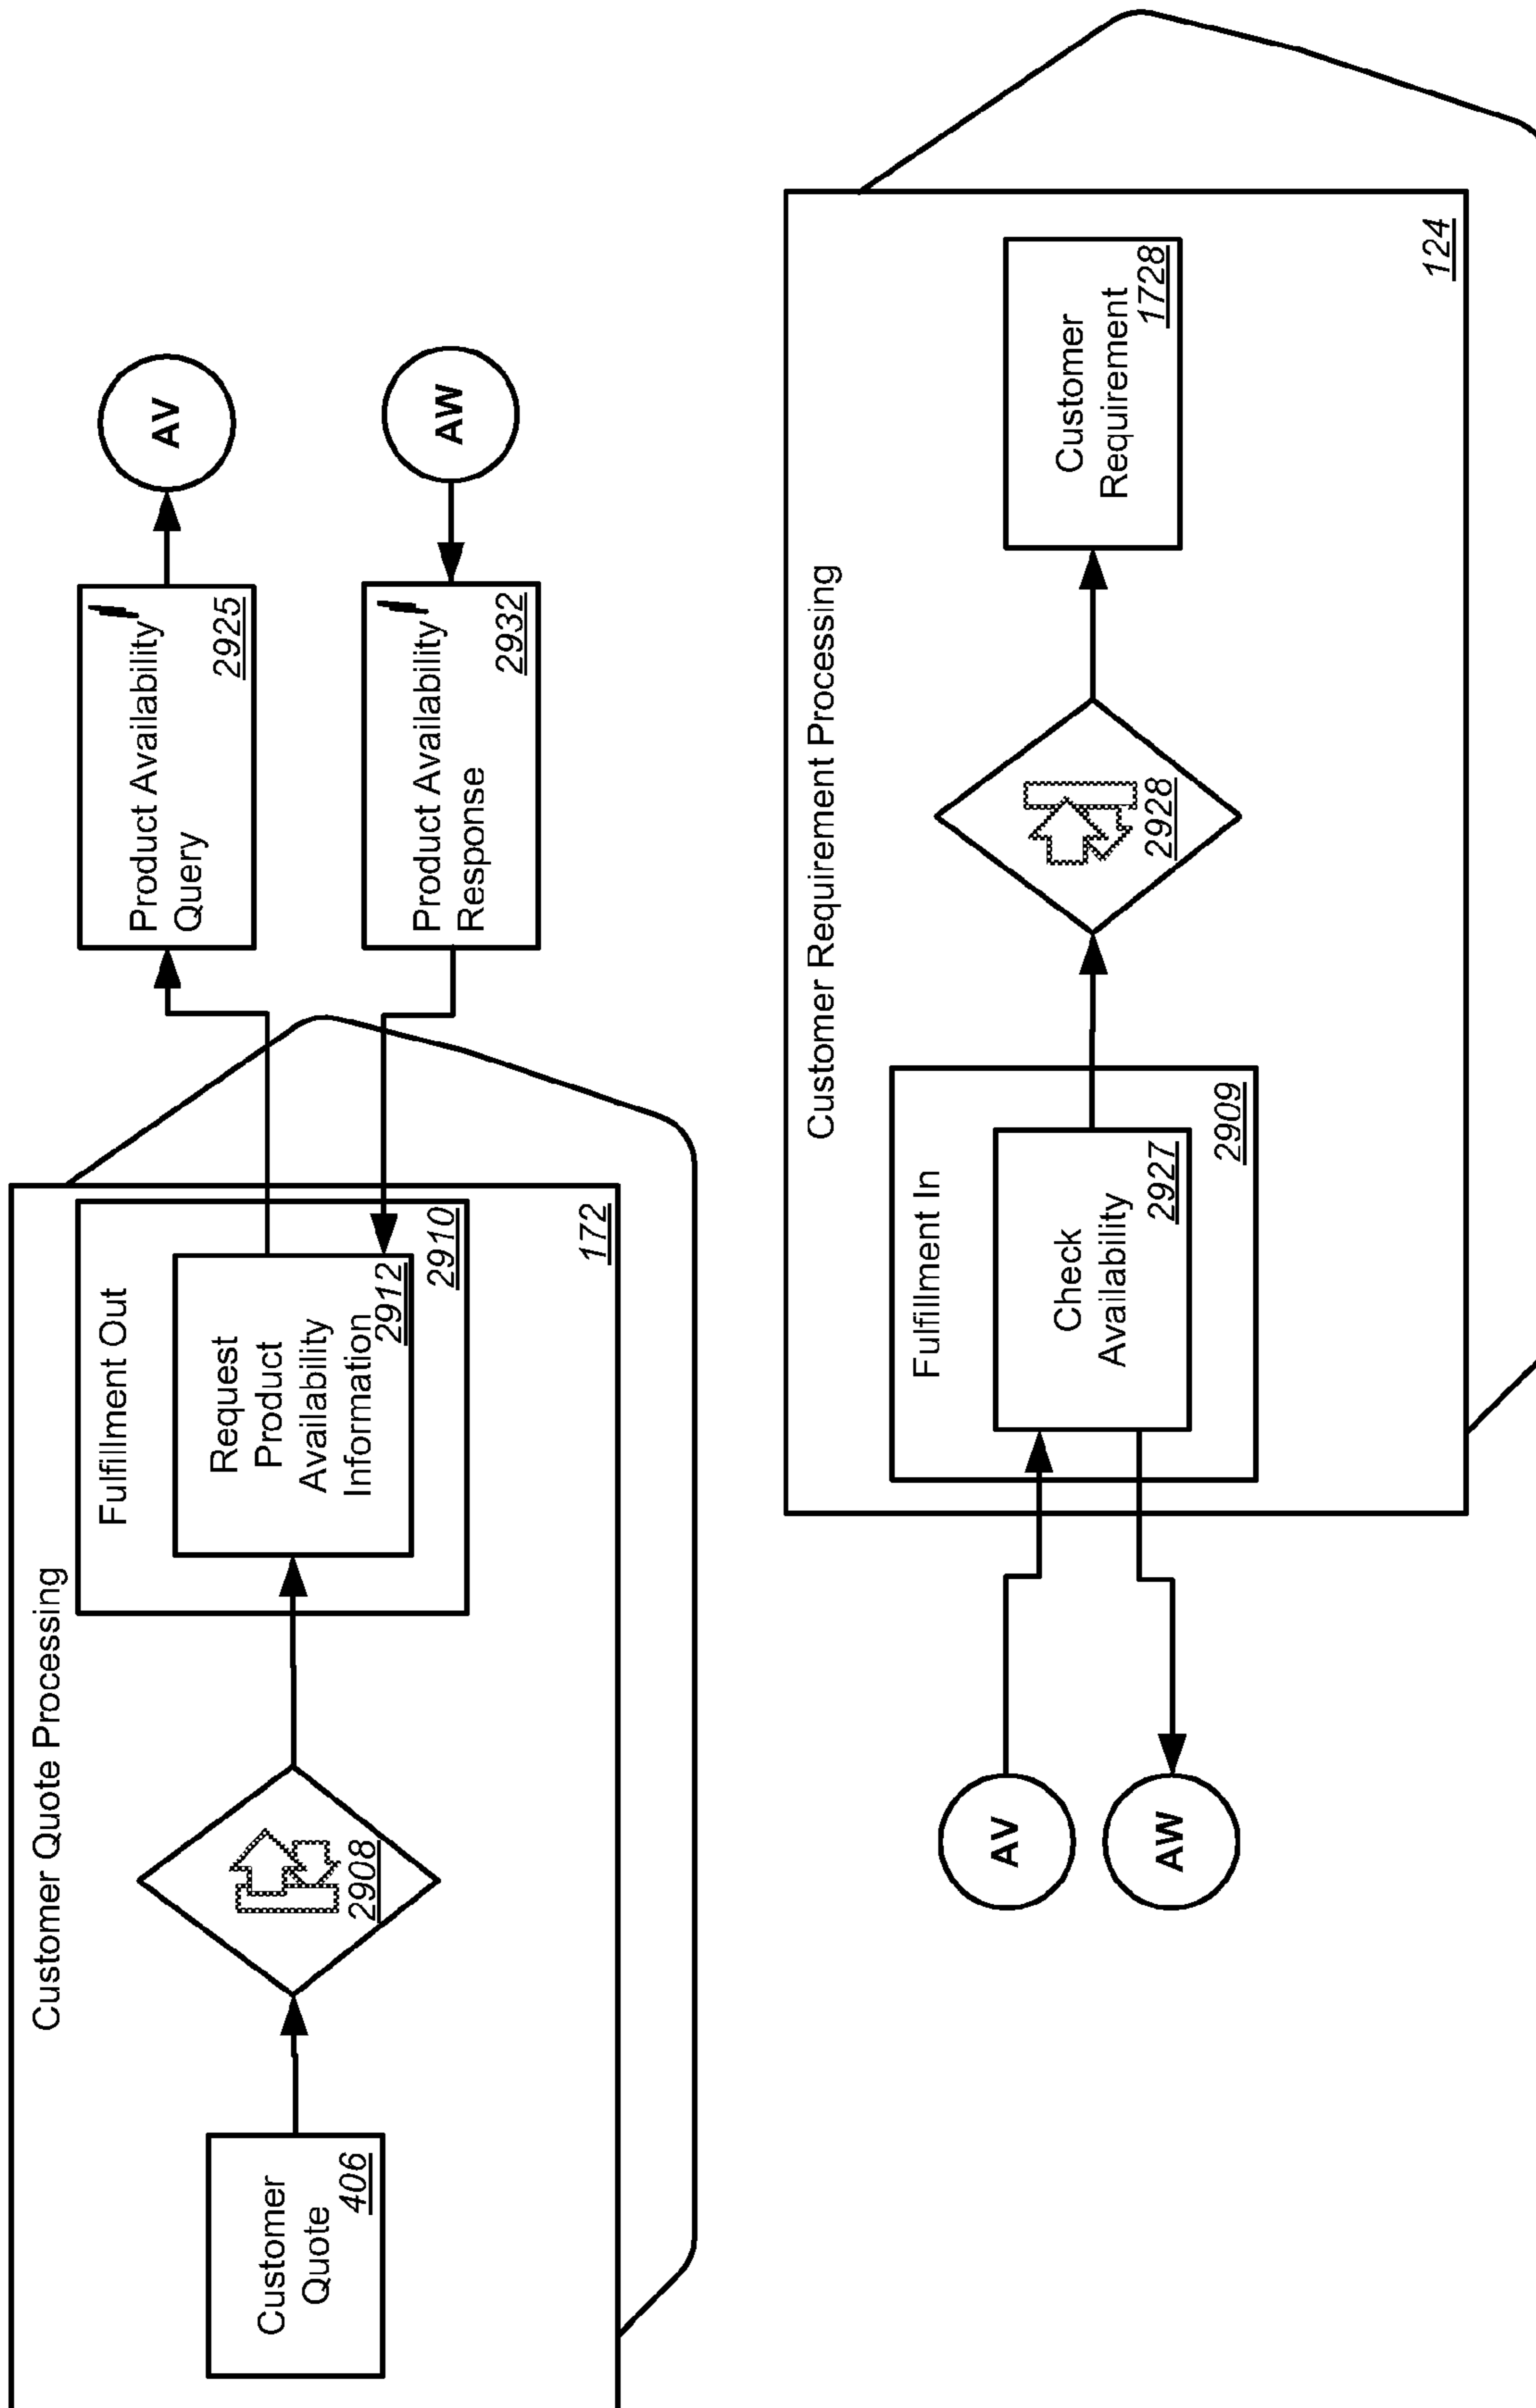 Customer Quote Processing
Customer
Quote
406
2908
Fulfillment Out
Request
Product
Availability
Information
2912
2910
172
Product Availability
Query
2925
AV
Product Availability
Response
2932
AW
Customer Requirement Processing
AV
AW
Fulfillment In
Check
Availability
2927
2909
2928
Customer
Requirement
1728
124